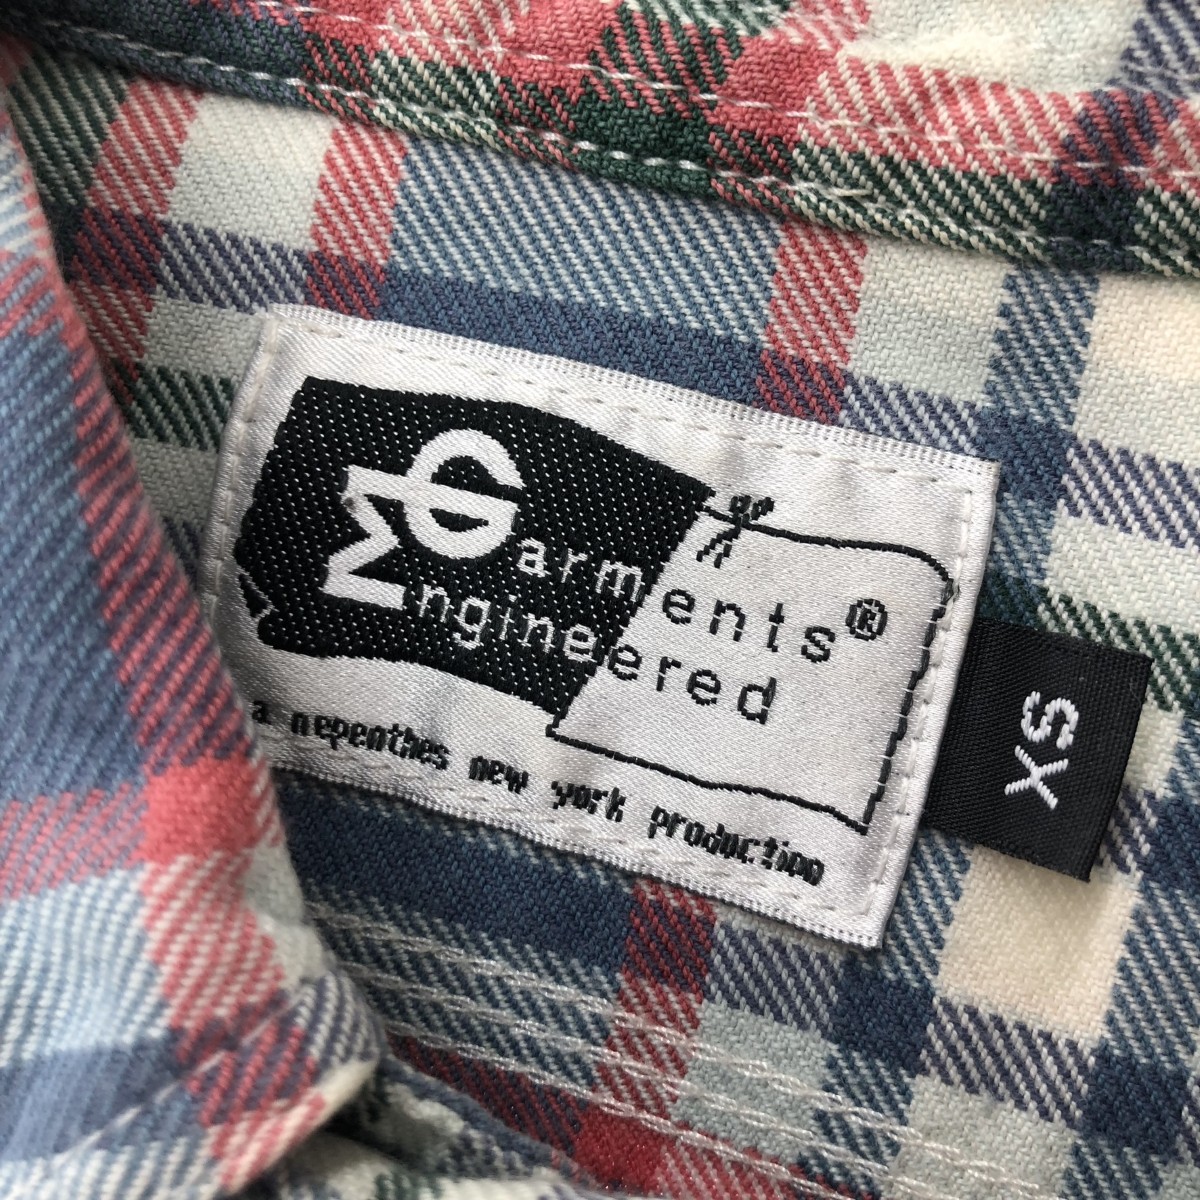 Garments®
Engineered
a nepenthes new york production
XS